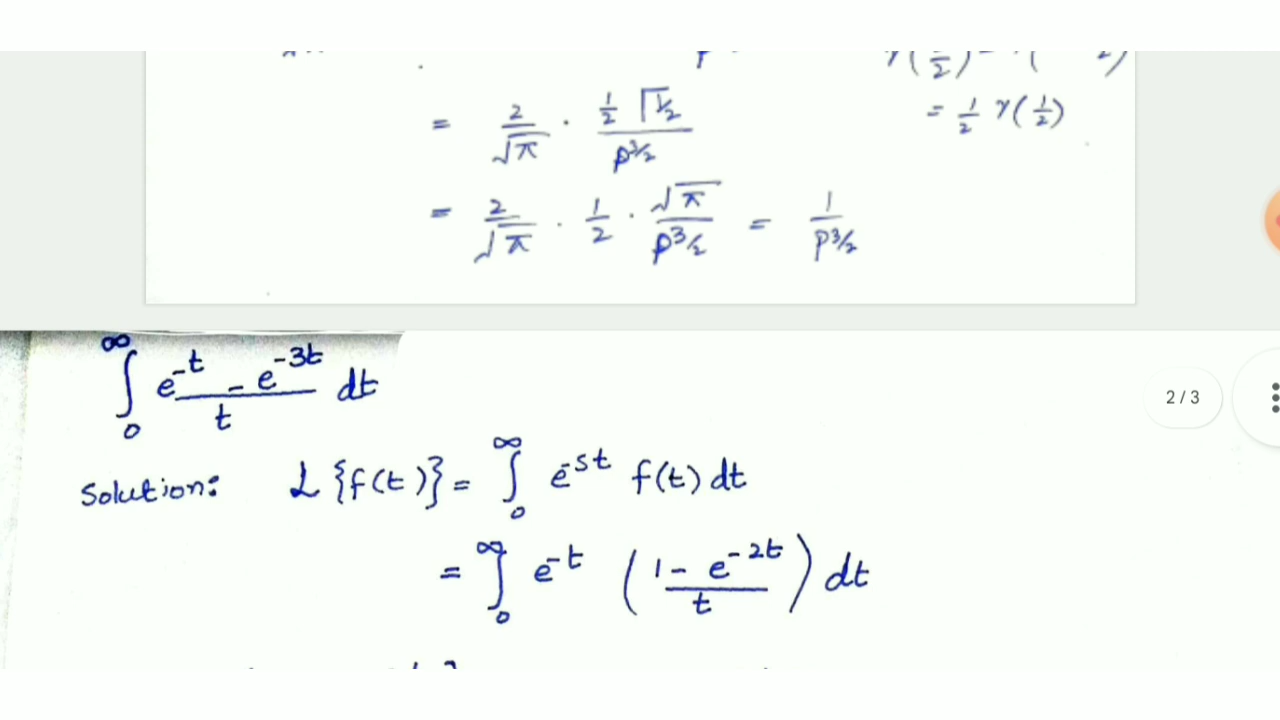 = 2/√π · (1/2 Γ1/2)/p^3/2
= 1/2 γ(1/2)
= 2/√π · 1/2 · √π/p^3/2 = 1/p^3/2
∞∫0 (e^-t - e^-3t)/t dt
2 / 3
Solution: L{f(t)} = ∞∫0 e^-st f(t) dt
= ∞∫0 e^-t ((1 - e^-2t)/t) dt